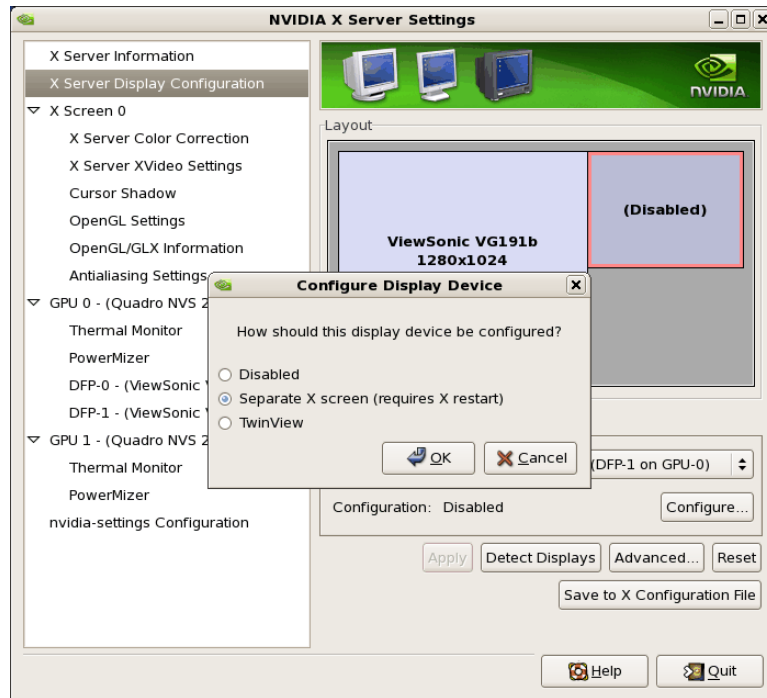 NVIDIA X Server Settings
X Server Information
X Server Display Configuration
X Screen 0
X Server Color Correction
X Server XVideo Settings
Cursor Shadow
OpenGL Settings
OpenGL/GLX Information
Antialiasing Settings
GPU 0 - (Quadro NVS 2
Thermal Monitor
PowerMizer
DFP-0 - (ViewSonic
DFP-1 - (ViewSonic
GPU 1 - (Quadro NVS 2
Thermal Monitor
PowerMizer
nvidia-settings Configuration
NVIDIA
Layout
ViewSonic VG191b
1280x1024
(Disabled)
Configure Display Device
How should this display device be configured?
Disabled
Separate X screen (requires X restart)
TwinView
OK
Cancel
(DFP-1 on GPU-0)
Configuration: Disabled
Configure...
Apply
Detect Displays
Advanced...
Reset
Save to X Configuration File
Help
Quit